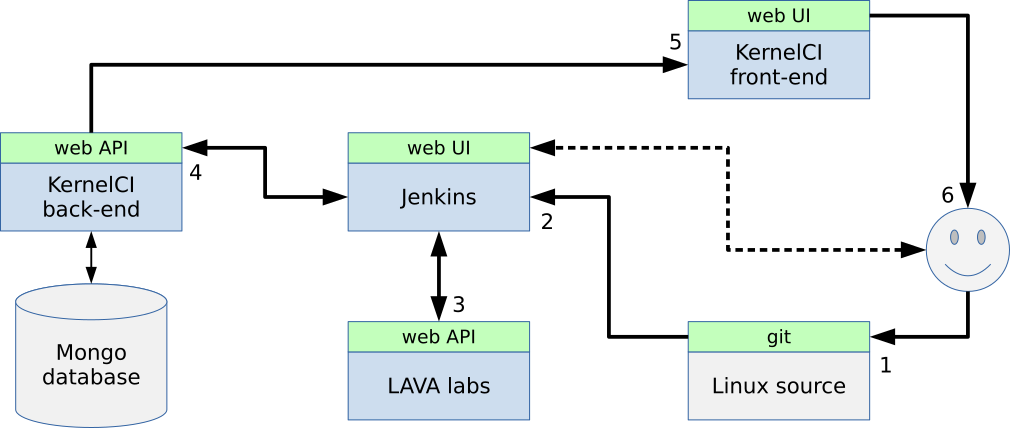 web UI
KernelCI
front-end
5
web API
KernelCI
back-end
4
web UI
Jenkins
2
6
3
web API
LAVA labs
git
Linux source
1
Mongo
database